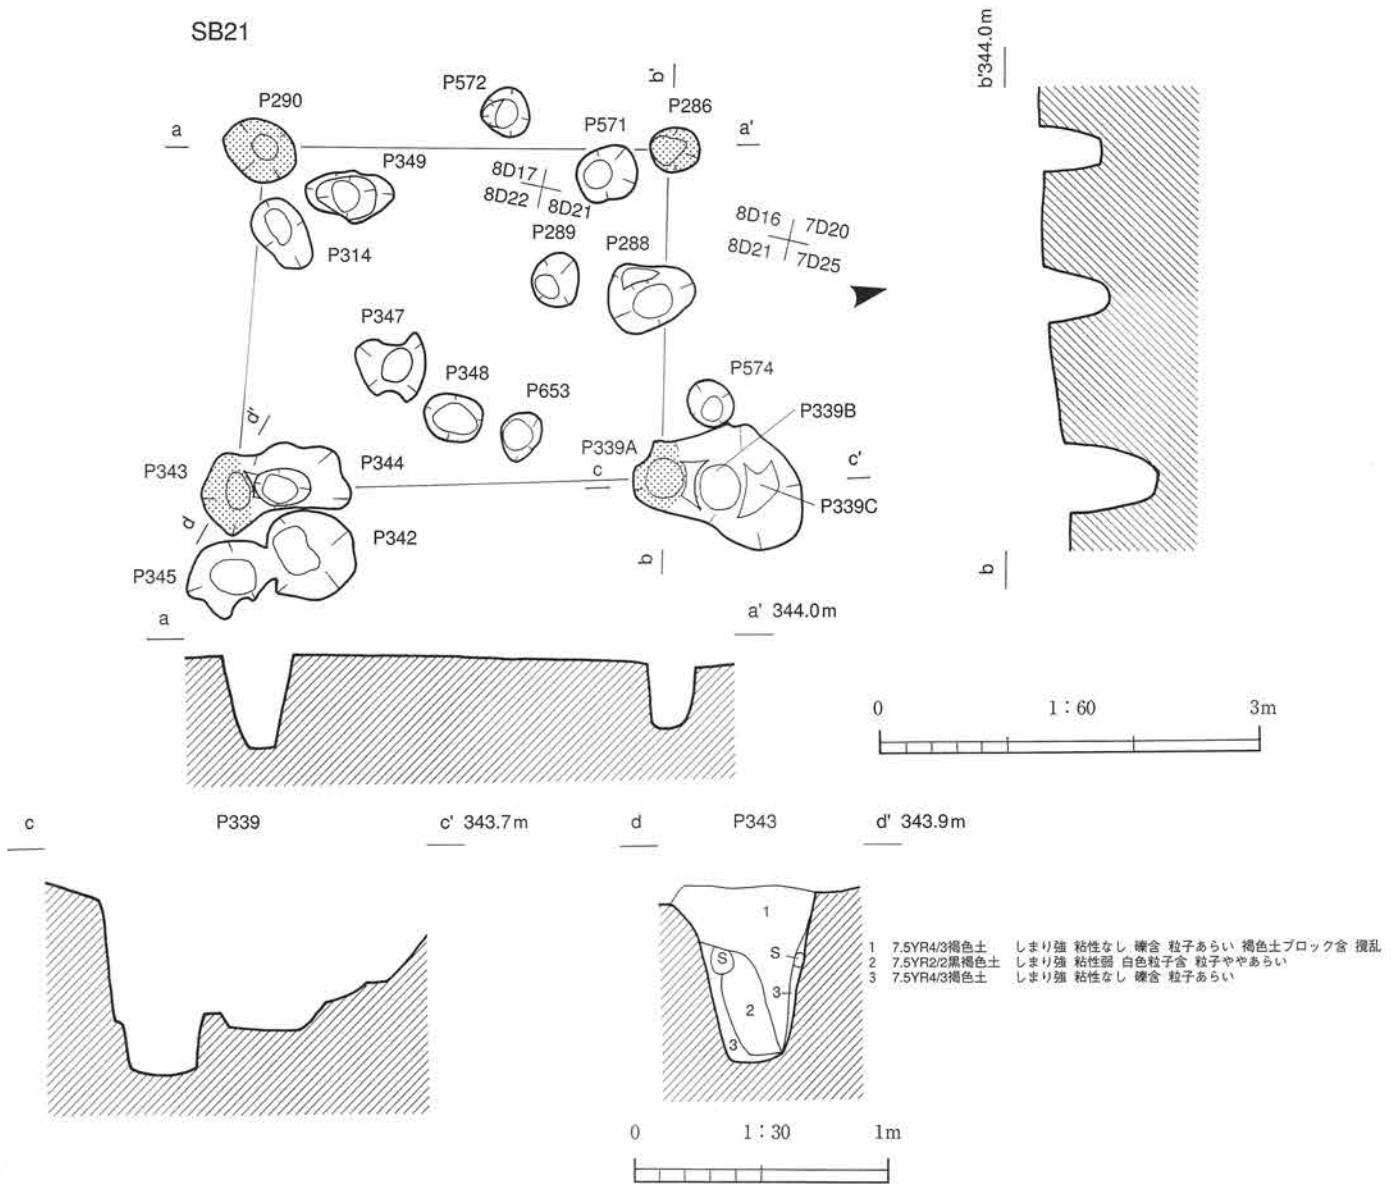 SB21
b'344.0m
P572
b'
P290
P571
P286
a
a'
P349
8D17
8D22
8D21
8D16
7D20
8D21
7D25
P289
P288
P314
P347
P348
P653
P574
P339B
d'
P339A
P343
P344
c
c'
P339C
d
P342
P345
b
b
a
a' 344.0m
0
1：60
3m
c
P339
c' 343.7m
d
P343
d' 343.9m
1
S
S
3
2
3
1 7.5YR4/3褐色土 しまり強 粘性なし 礫含 粒子あらい 褐色土ブロック含 攪乱
2 7.5YR2/2黒褐色土 しまり強 粘性弱 白色粒子含 粒子ややあらい
3 7.5YR4/3褐色土 しまり強 粘性なし 礫含 粒子あらい
0
1：30
1m